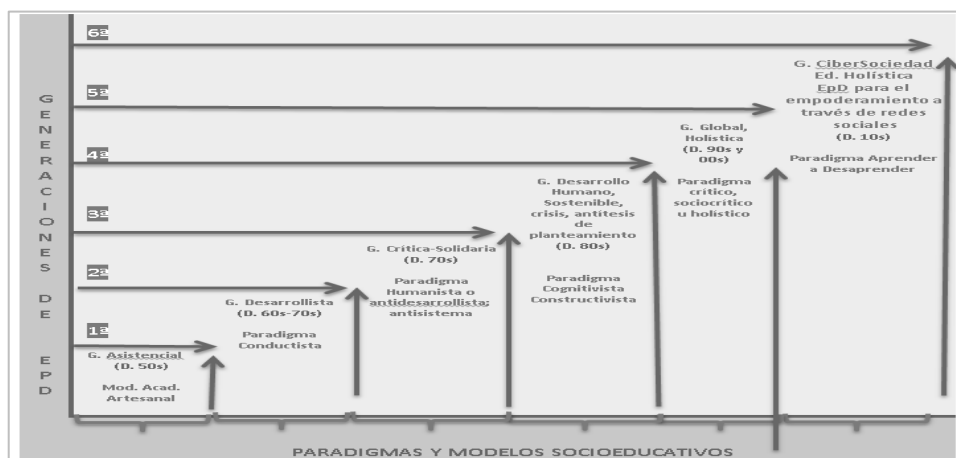 GENERACIONES DE EPD
6ª
G. CiberSociedad
Ed. Holística
EpD para el
empoderamiento a
través de redes
sociales
(D. 10s)
Paradigma Aprender
a Desaprender
5ª
G. Global,
Holística
(D. 90s y
00s)
Paradigma
crítico,
sociocrítico
u holístico
4ª
G. Desarrollo
Humano,
Sostenible,
crisis, antítesis
de
planteamiento
(D. 80s)
Paradigma
Cognitivista
Constructivista
3ª
G. Crítica-Solidaria
(D. 70s)
Paradigma
Humanista o
antidesarrollista;
antisistema
2ª
G. Desarrollista
(D. 60s-70s)
Paradigma
Conductista
1ª
G. Asistencial
(D. 50s)
Mod. Acad.
Artesanal
PARADIGMAS Y MODELOS SOCIOEDUCATIVOS